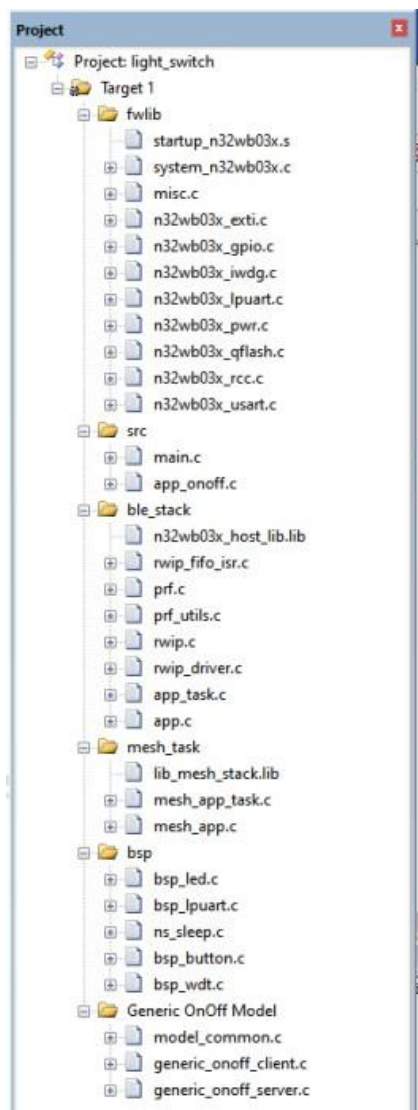 Project
Project: light_switch
Target 1
fwlib
startup_n32wb03x.s
system_n32wb03x.c
misc.c
n32wb03x_exti.c
n32wb03x_gpio.c
n32wb03x_iwdg.c
n32wb03x_lpuart.c
n32wb03x_pwr.c
n32wb03x_qflash.c
n32wb03x_rcc.c
n32wb03x_usart.c
src
main.c
app_onoff.c
ble_stack
n32wb03x_host_lib.lib
rwip_fifo_isr.c
prf.c
prf_utils.c
rwip.c
rwip_driver.c
app_task.c
app.c
mesh_task
lib_mesh_stack.lib
mesh_app_task.c
mesh_app.c
bsp
bsp_led.c
bsp_lpuart.c
ns_sleep.c
bsp_button.c
bsp_wdt.c
Generic OnOff Model
model_common.c
generic_onoff_client.c
generic_onoff_server.c